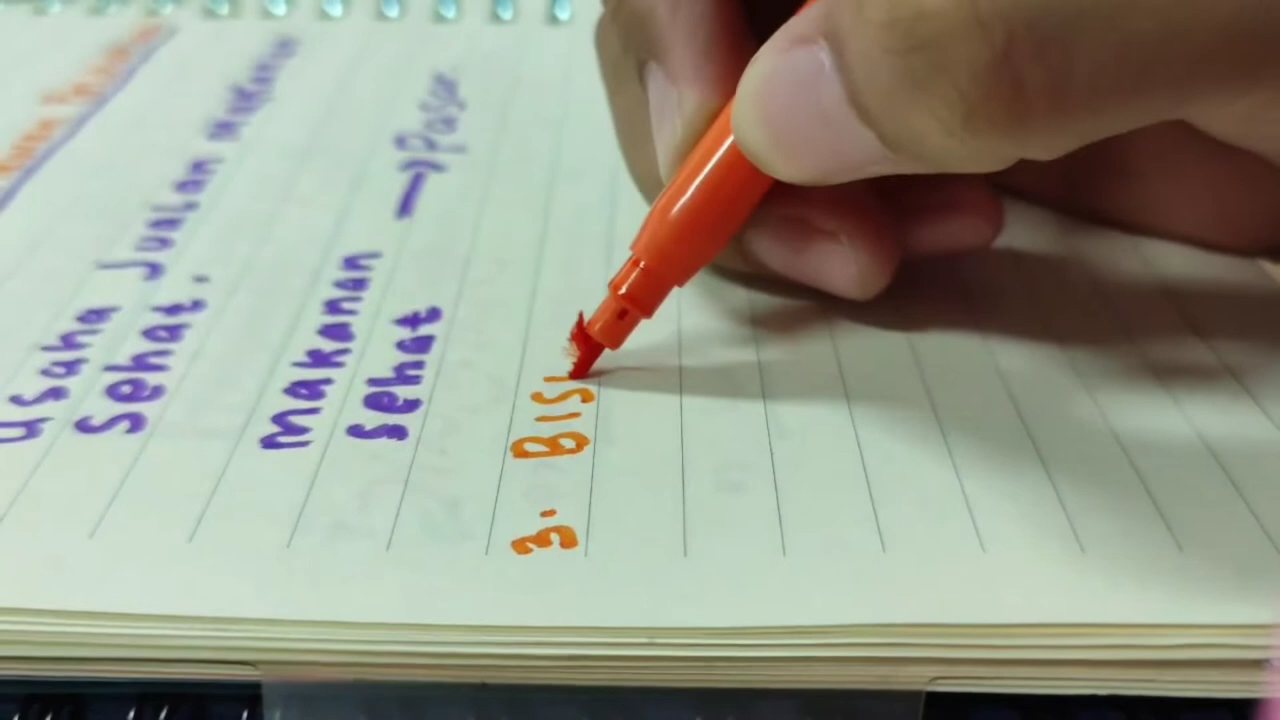 Usaha Jualan makanan
sehat.
makanan → Pasar
sehat
3. BIS